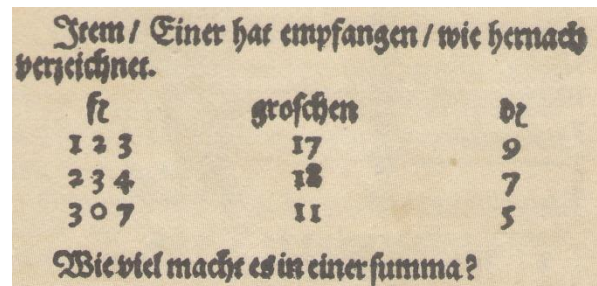 Item / Einer hat empfangen / wie hernach
verzeichnet.
fl groschen dl
123 17 9
234 18 7
307 11 5
Wie viel macht es in einer summa?